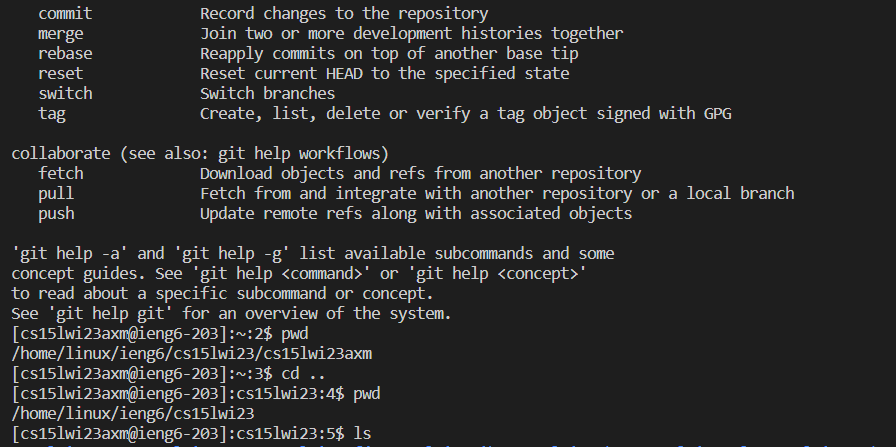 commit Record changes to the repository
merge Join two or more development histories together
rebase Reapply commits on top of another base tip
reset Reset current HEAD to the specified state
switch Switch branches
tag Create, list, delete or verify a tag object signed with GPG
collaborate (see also: git help workflows)
fetch Download objects and refs from another repository
pull Fetch from and integrate with another repository or a local branch
push Update remote refs along with associated objects
'git help -a' and 'git help -g' list available subcommands and some
concept guides. See 'git help <command>' or 'git help <concept>'
to read about a specific subcommand or concept.
See 'git help git' for an overview of the system.
[cs15lwi23axm@ieng6-203]:~:2$ pwd
/home/linux/ieng6/cs15lwi23/cs15lwi23axm
[cs15lwi23axm@ieng6-203]:~:3$ cd ..
[cs15lwi23axm@ieng6-203]:cs15lwi23:4$ pwd
/home/linux/ieng6/cs15lwi23
[cs15lwi23axm@ieng6-203]:cs15lwi23:5$ ls